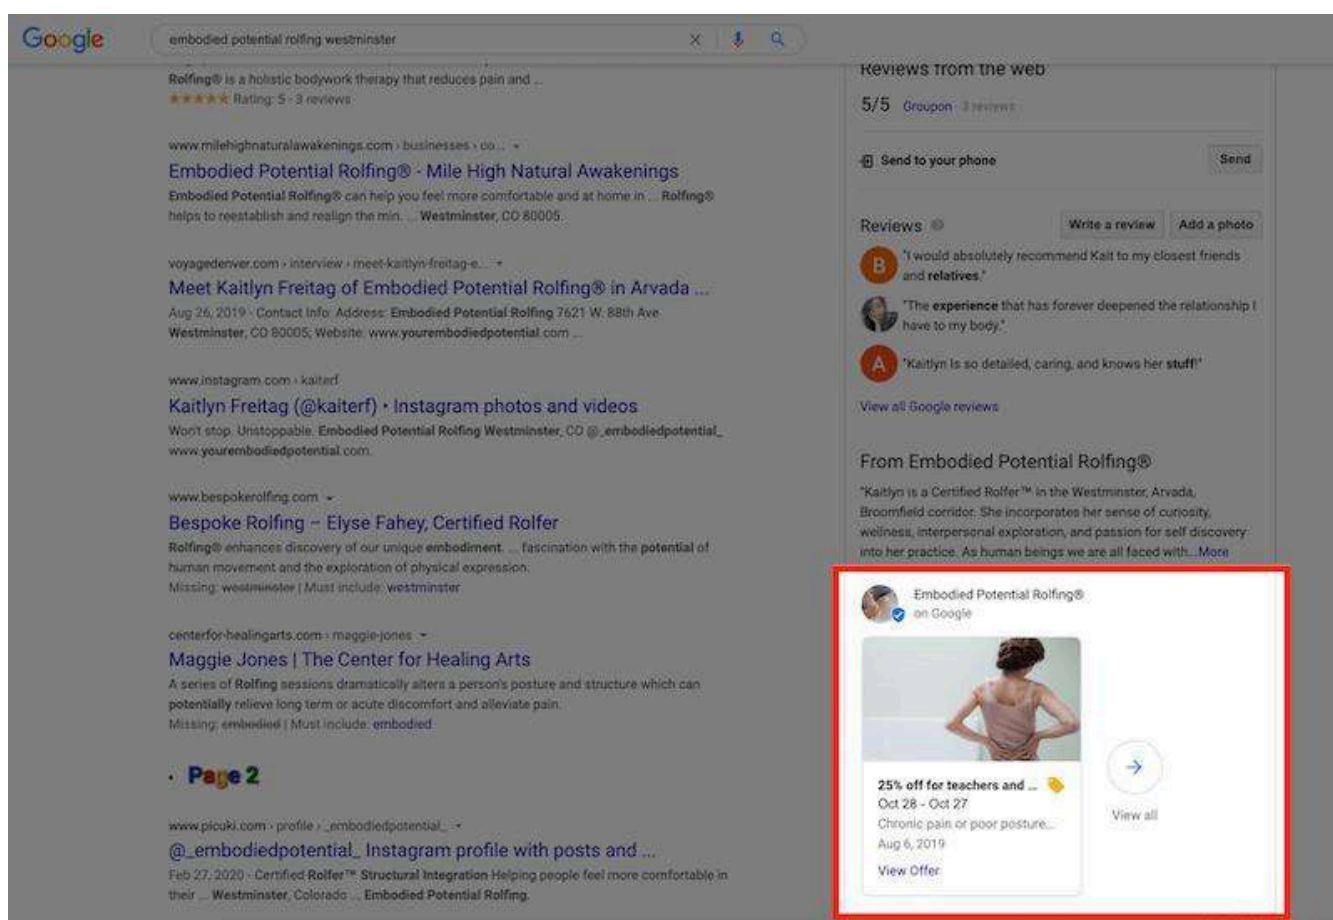 Google
embodied potential rolfing westminster
Rolfing® is a holistic bodywork therapy that reduces pain and ...
Rating: 5 - 3 reviews
www.milehighnaturalawakenings.com › businesses › co...
Embodied Potential Rolfing® - Mile High Natural Awakenings
Embodied Potential Rolfing® can help you feel more comfortable and at home in ... Rolfing®
helps to reestablish and realign the min. ... Westminster, CO 80005.
voyagedenver.com › interview › meet-kaitlyn-freitag-e...
Meet Kaitlyn Freitag of Embodied Potential Rolfing® in Arvada ...
Aug 26, 2019 - Contact Info: Address: Embodied Potential Rolfing 7621 W. 88th Ave
Westminster, CO 80005; Website: www.yourembodiedpotential.com ...
www.instagram.com › kaiterf
Kaitlyn Freitag (@kaiterf) • Instagram photos and videos
Won't stop. Unstoppable. Embodied Potential Rolfing Westminster, CO @_embodiedpotential_
www.yourembodiedpotential.com.
www.bespokerolfing.com
Bespoke Rolfing – Elyse Fahey, Certified Rolfer
Rolfing® enhances discovery of our unique embodiment. ... fascination with the potential of
human movement and the exploration of physical expression.
Missing: westminster | Must include: westminster
centerfor-healingarts.com › maggie-jones
Maggie Jones | The Center for Healing Arts
A series of Rolfing sessions dramatically alters a person's posture and structure which can
potentially relieve long term or acute discomfort and alleviate pain.
Missing: embodied | Must include: embodied
Page 2
www.picuki.com › profile › _embodiedpotential_
@_embodiedpotential_ Instagram profile with posts and ...
Feb 27, 2020 - Certified Rolfer™ Structural Integration Helping people feel more comfortable in
their ... Westminster, Colorado ... Embodied Potential Rolfing.
Reviews from the web
5/5 Groupon · 3 reviews
Send to your phone
Send
Reviews
Write a review
Add a photo
B
"I would absolutely recommend Kait to my closest friends
and relatives."
"The experience that has forever deepened the relationship I
have to my body."
A
"Kaitlyn is so detailed, caring, and knows her stuff!"
View all Google reviews
From Embodied Potential Rolfing®
"Kaitlyn is a Certified Rolfer™ in the Westminster, Arvada,
Broomfield corridor. She incorporates her sense of curiosity,
wellness, interpersonal exploration, and passion for self discovery
into her practice. As human beings we are all faced with...More
Embodied Potential Rolfing®
on Google
25% off for teachers and ...
Oct 28 - Oct 27
Chronic pain or poor posture...
Aug 6, 2019
View Offer
View all